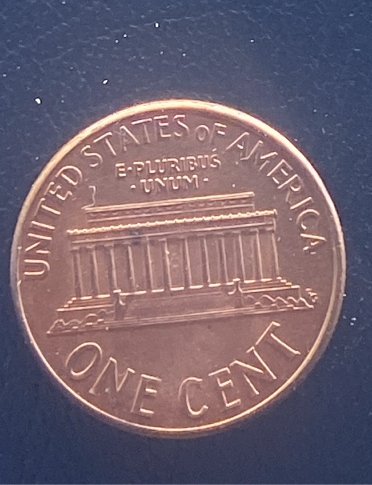 UNITED STATES OF AMERICA
E·PLURIBUS
·UNUM·
ONE CENT